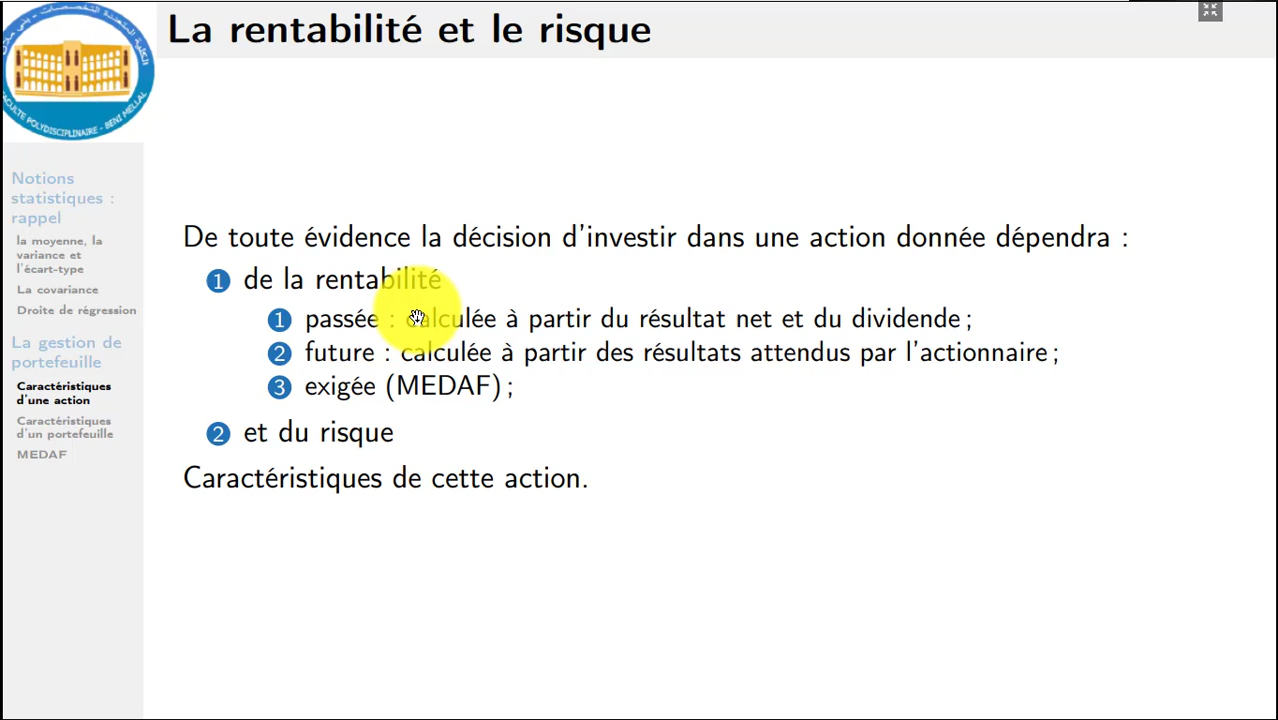 La rentabilité et le risque
FACULTE POLYDISCIPLINAIRE - BENI MELLAL
Notions
statistiques :
rappel
la moyenne, la
variance et
l'écart-type
La covariance
Droite de régression
La gestion de
portefeuille
Caractéristiques
d'une action
Caractéristiques
d'un portefeuille
MEDAF
De toute évidence la décision d'investir dans une action donnée dépendra :
1 de la rentabilité
1 passée : calculée à partir du résultat net et du dividende ;
2 future : calculée à partir des résultats attendus par l'actionnaire ;
3 exigée (MEDAF) ;
2 et du risque
Caractéristiques de cette action.